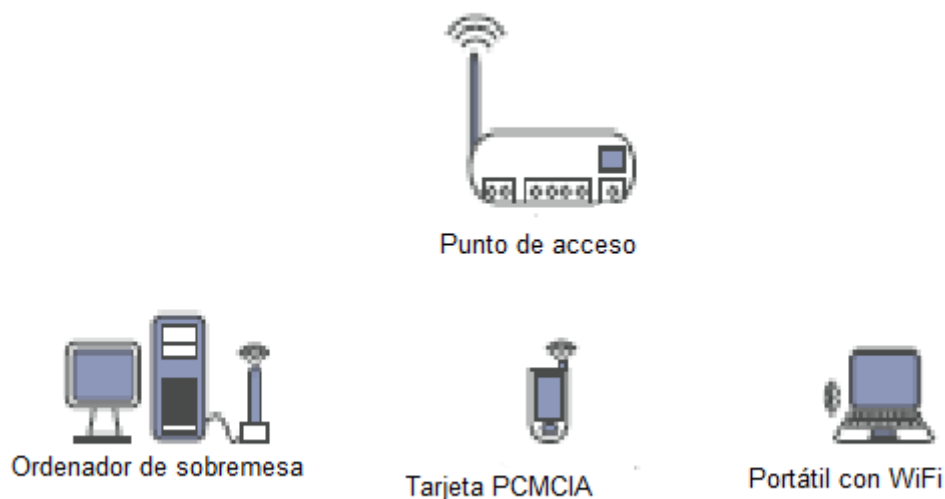 Punto de acceso
Ordenador de sobremesa
Tarjeta PCMCIA
Portátil con WiFi